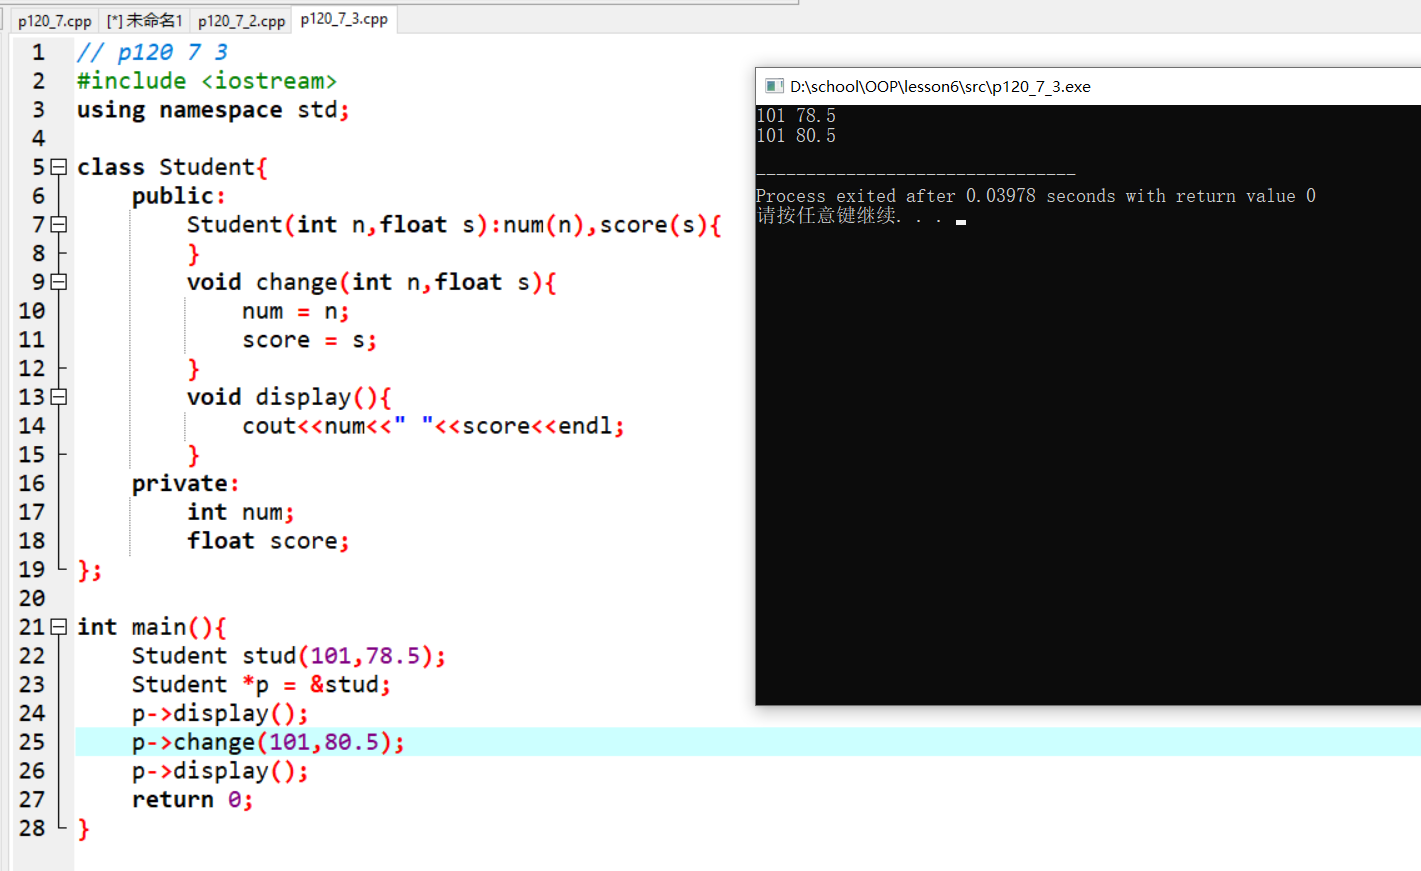 p120_7.cpp [*] 未命名1 p120_7_2.cpp p120_7_3.cpp
1 // p120 7 3
2 #include <iostream>
3 using namespace std;
4
5 class Student{
6 public:
7 Student(int n,float s):num(n),score(s){
8 }
9 void change(int n,float s){
10 num = n;
11 score = s;
12 }
13 void display(){
14 cout<<num<<" "<<score<<endl;
15 }
16 private:
17 int num;
18 float score;
19 };
20
21 int main(){
22 Student stud(101,78.5);
23 Student *p = &stud;
24 p->display();
25 p->change(101,80.5);
26 p->display();
27 return 0;
28 }
D:\school\OOP\lesson6\src\p120_7_3.exe
101 78.5
101 80.5
--------------------------------
Process exited after 0.03978 seconds with return value 0
请按任意键继续. . .